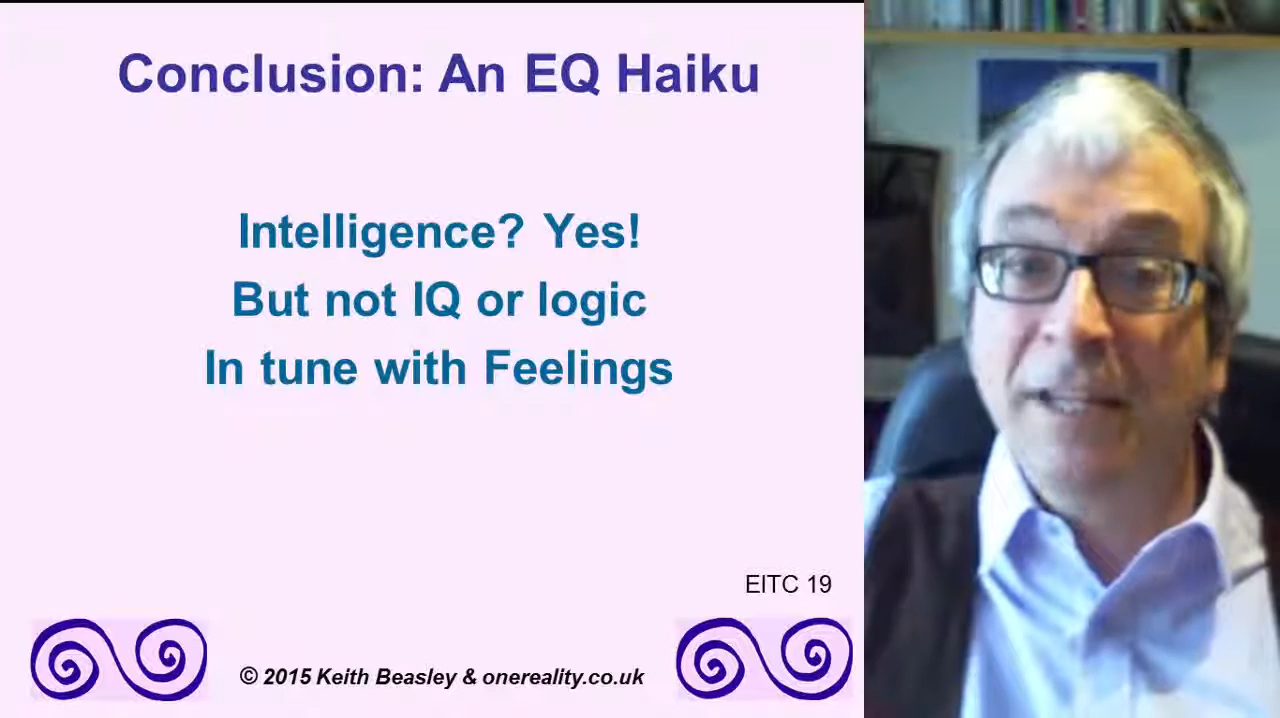 Conclusion: An EQ Haiku
Intelligence? Yes!
But not IQ or logic
In tune with Feelings
EITC 19
© 2015 Keith Beasley & onereality.co.uk